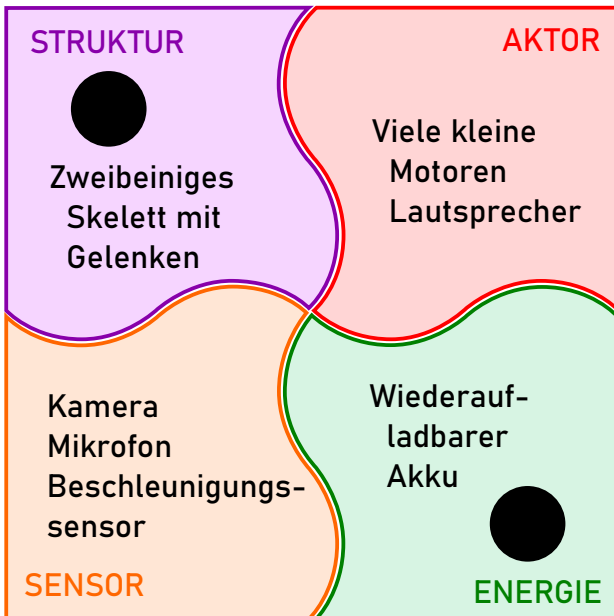 STRUKTUR
Zweibeiniges
Skelett mit
Gelenken
AKTOR
Viele kleine
Motoren
Lautsprecher
Kamera
Mikrofon
Beschleunigungs-
sensor
SENSOR
Wiederauf-
ladbarer
Akku
ENERGIE